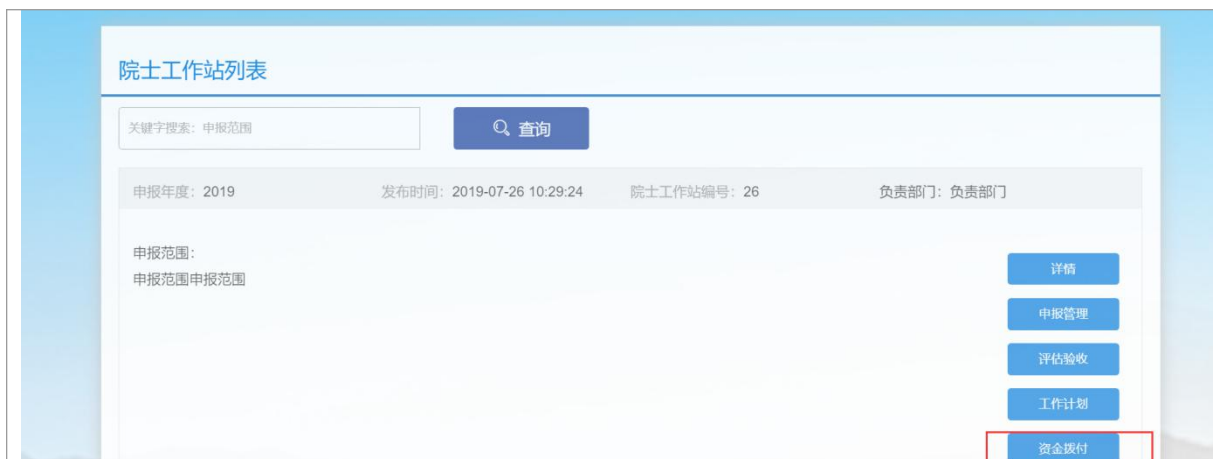 院士工作站列表
关键字搜索：申报范围
查询
申报年度：2019 发布时间：2019-07-26 10:29:24 院士工作站编号：26 负责部门：负责部门
申报范围：
申报范围申报范围
详情
申报管理
评估验收
工作计划
资金拨付